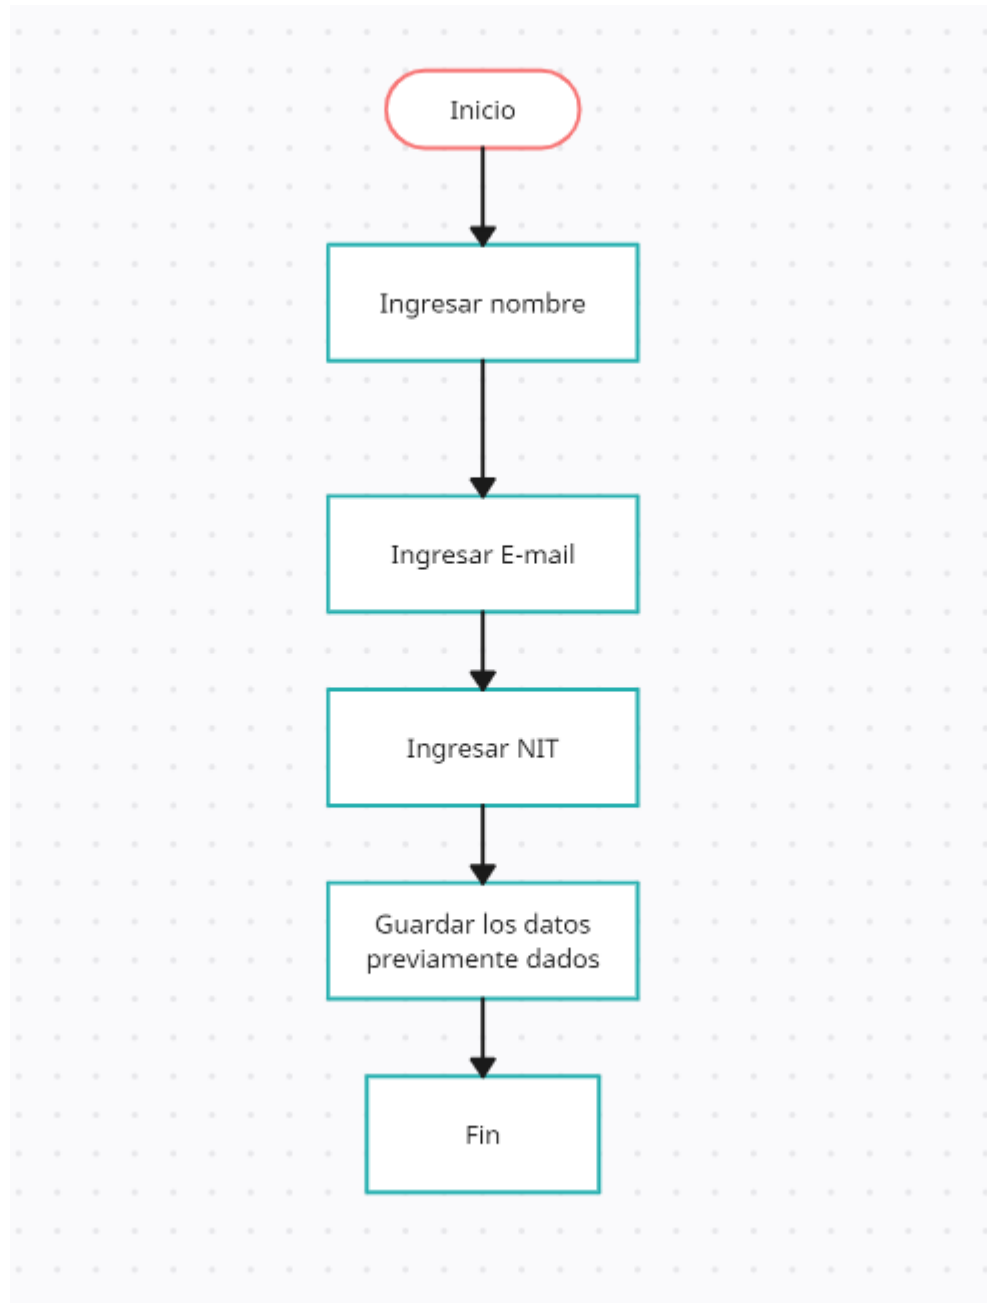 Inicio
Ingresar nombre
Ingresar E-mail
Ingresar NIT
Guardar los datos
previamente dados
Fin